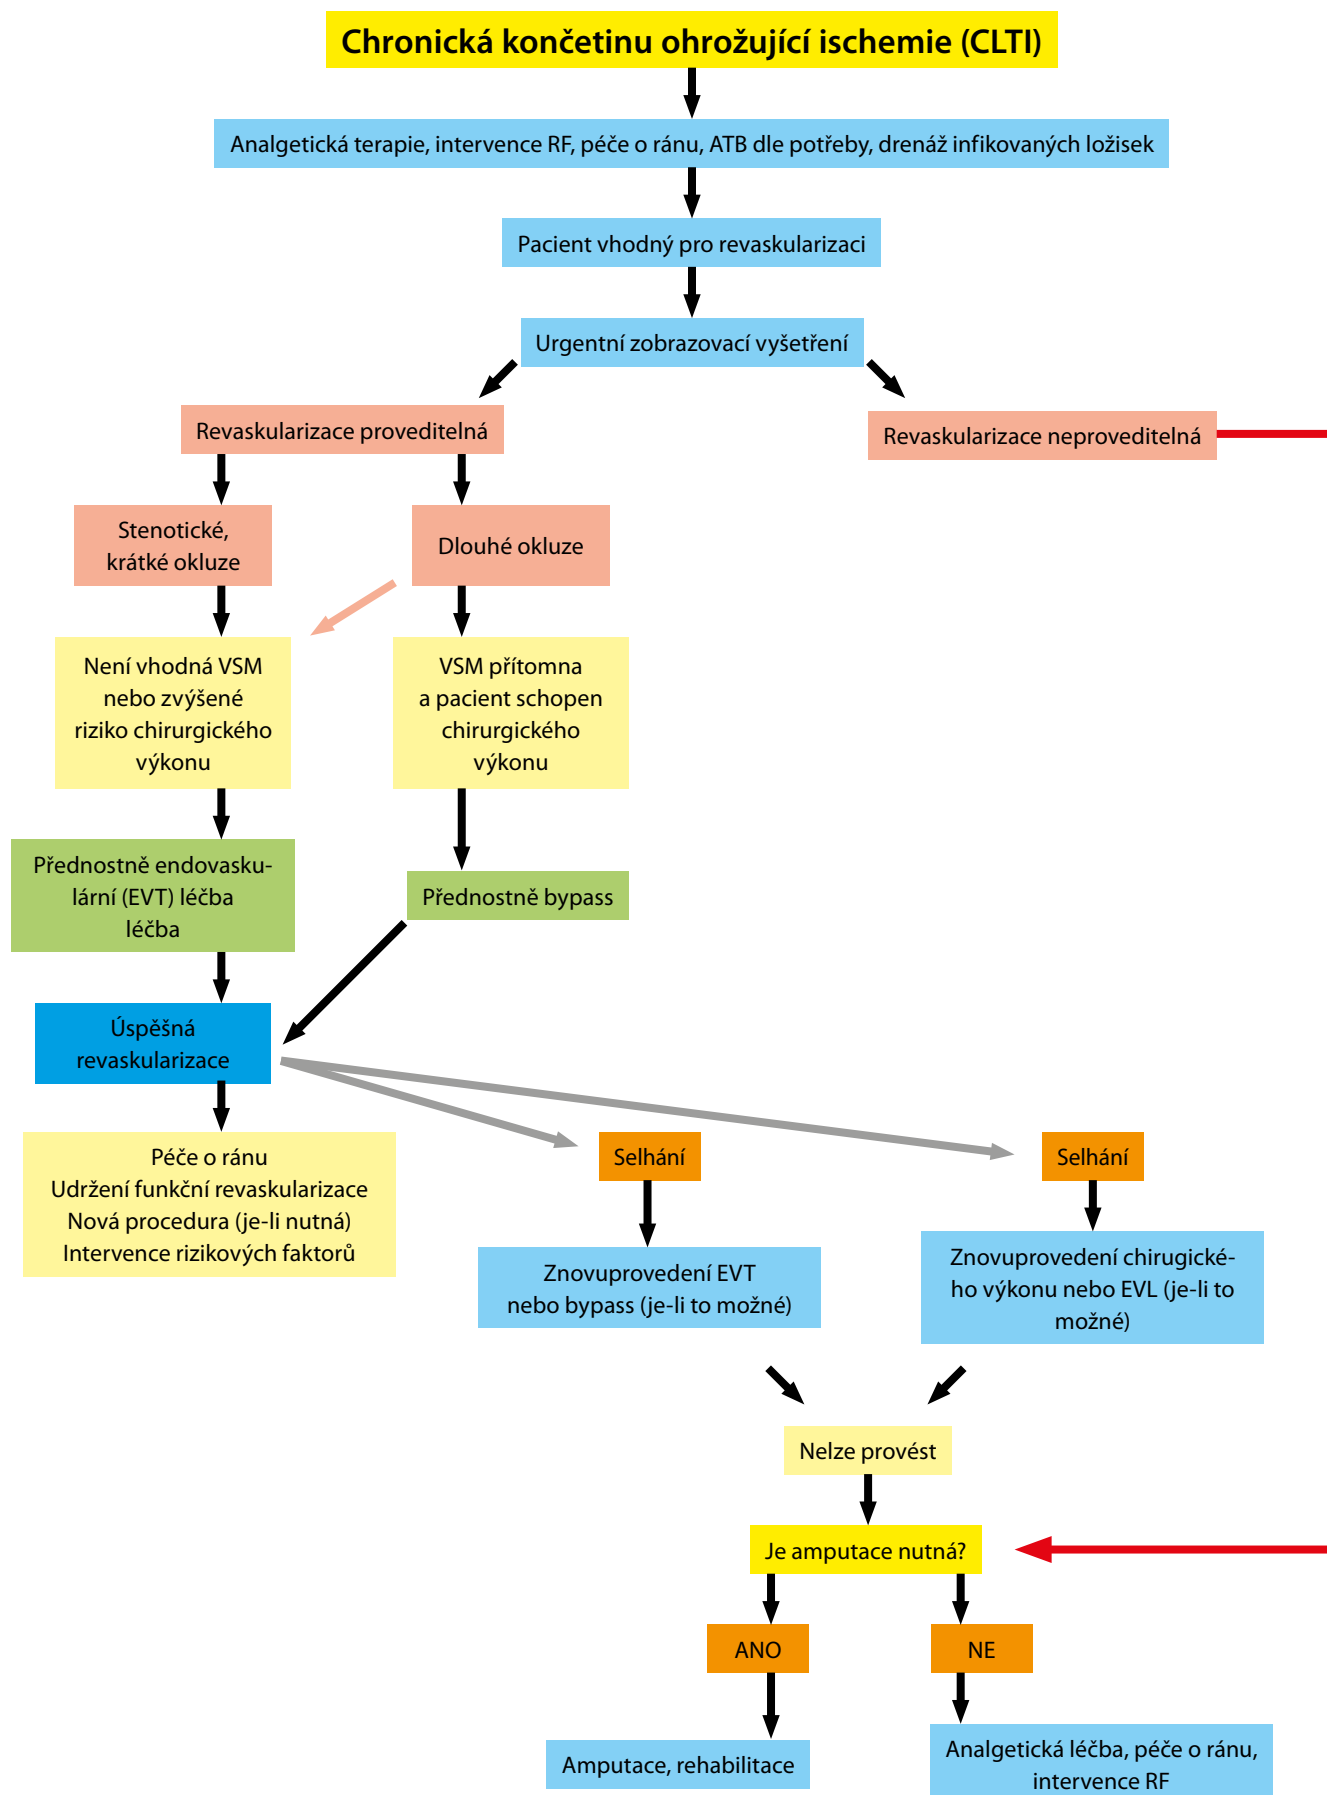 Chronická končetinu ohrožující ischemie (CLTI)
Analgetická terapie, intervence RF, péče o ránu, ATB dle potřeby, drenáž infikovaných ložisek
Pacient vhodný pro revaskularizaci
Urgentní zobrazovací vyšetření
Revaskularizace proveditelná
Revaskularizace neproveditelná
Stenotické,
krátké okluze
Dlouhé okluze
Není vhodná VSM
nebo zvýšené
riziko chirurgického
výkonu
VSM přítomna
a pacient schopen
chirurgického
výkonu
Přednostně endovasku-
lární (EVT) léčba
léčba
Přednostně bypass
Úspěšná
revaskularizace
Péče o ránu
Udržení funkční revaskularizace
Nová procedura (je-li nutná)
Intervence rizikových faktorů
Selhání
Selhání
Znovuprovedení EVT
nebo bypass (je-li to možné)
Znovuprovedení chirugické-
ho výkonu nebo EVL (je-li to
možné)
Nelze provést
Je amputace nutná?
ANO
NE
Amputace, rehabilitace
Analgetická léčba, péče o ránu,
intervence RF